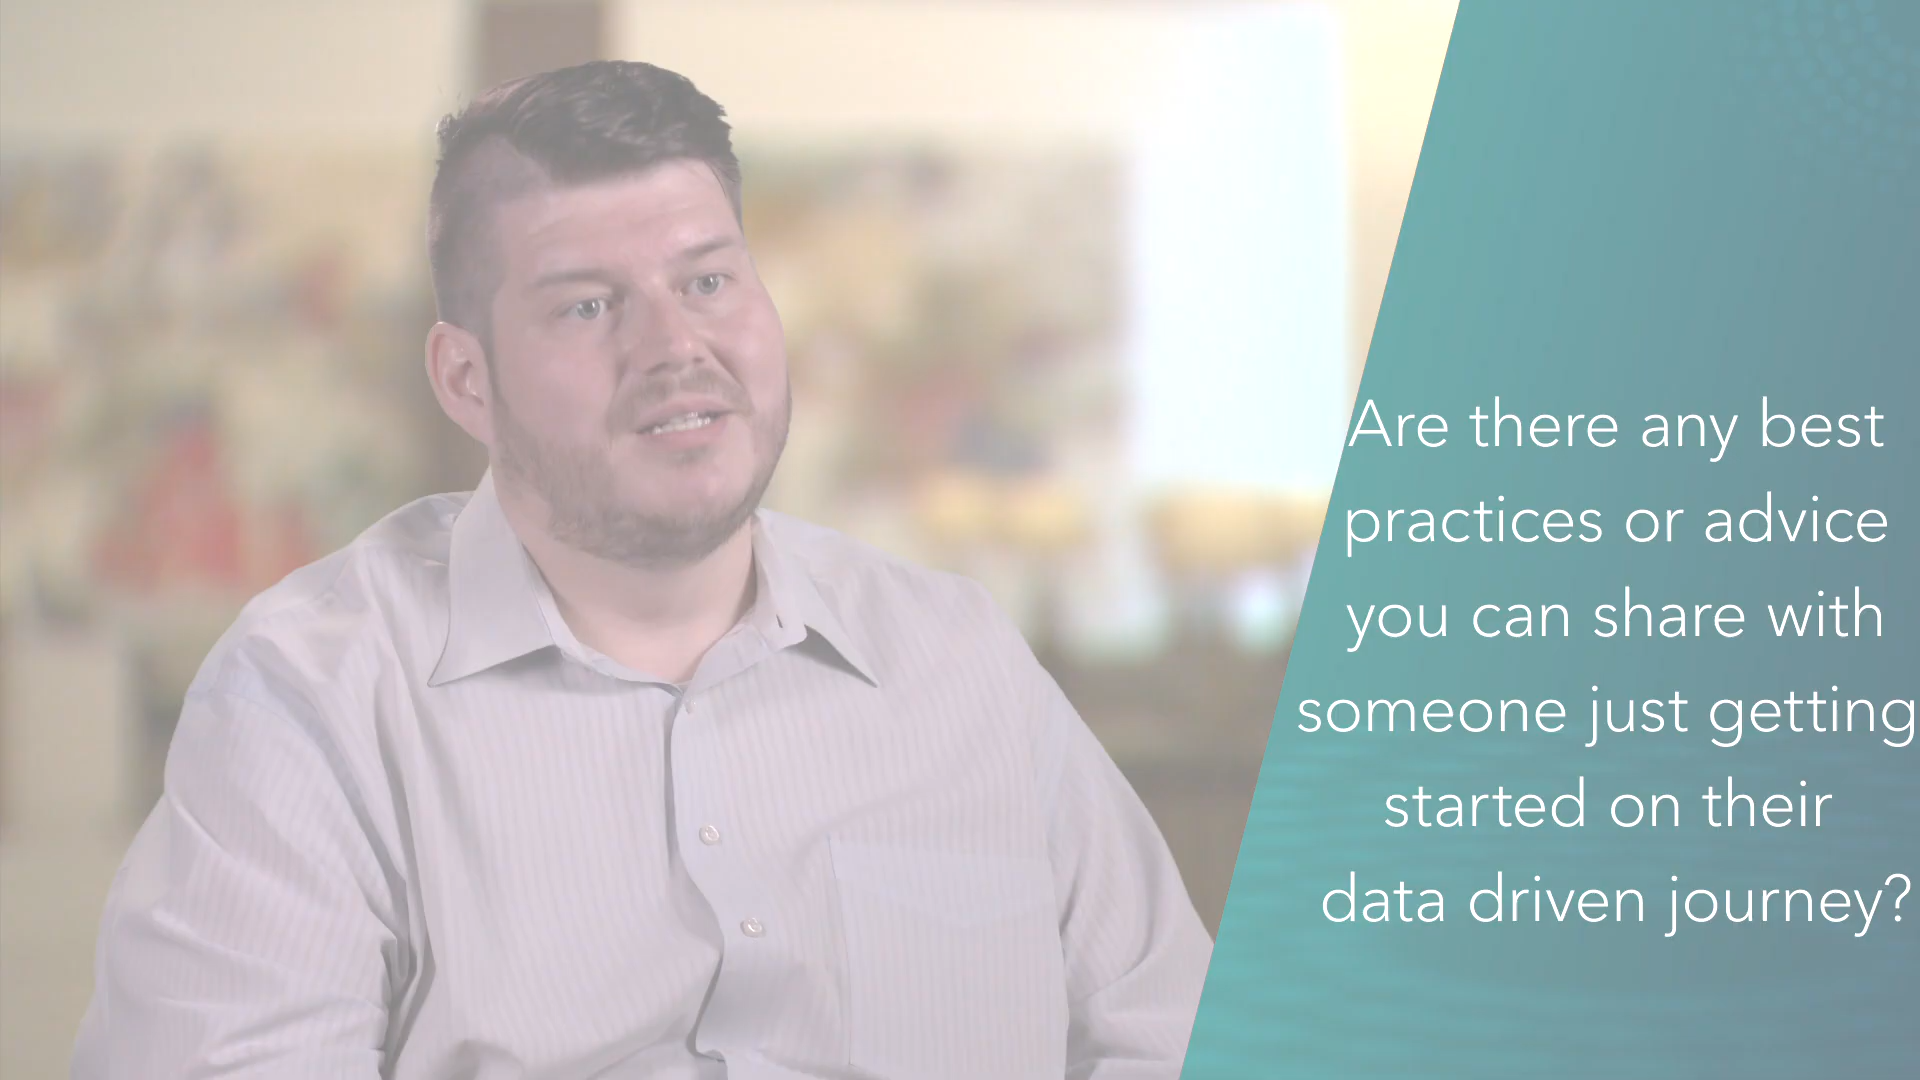 Are there any best
practices or advice
you can share with
someone just getting
started on their
data driven journey?